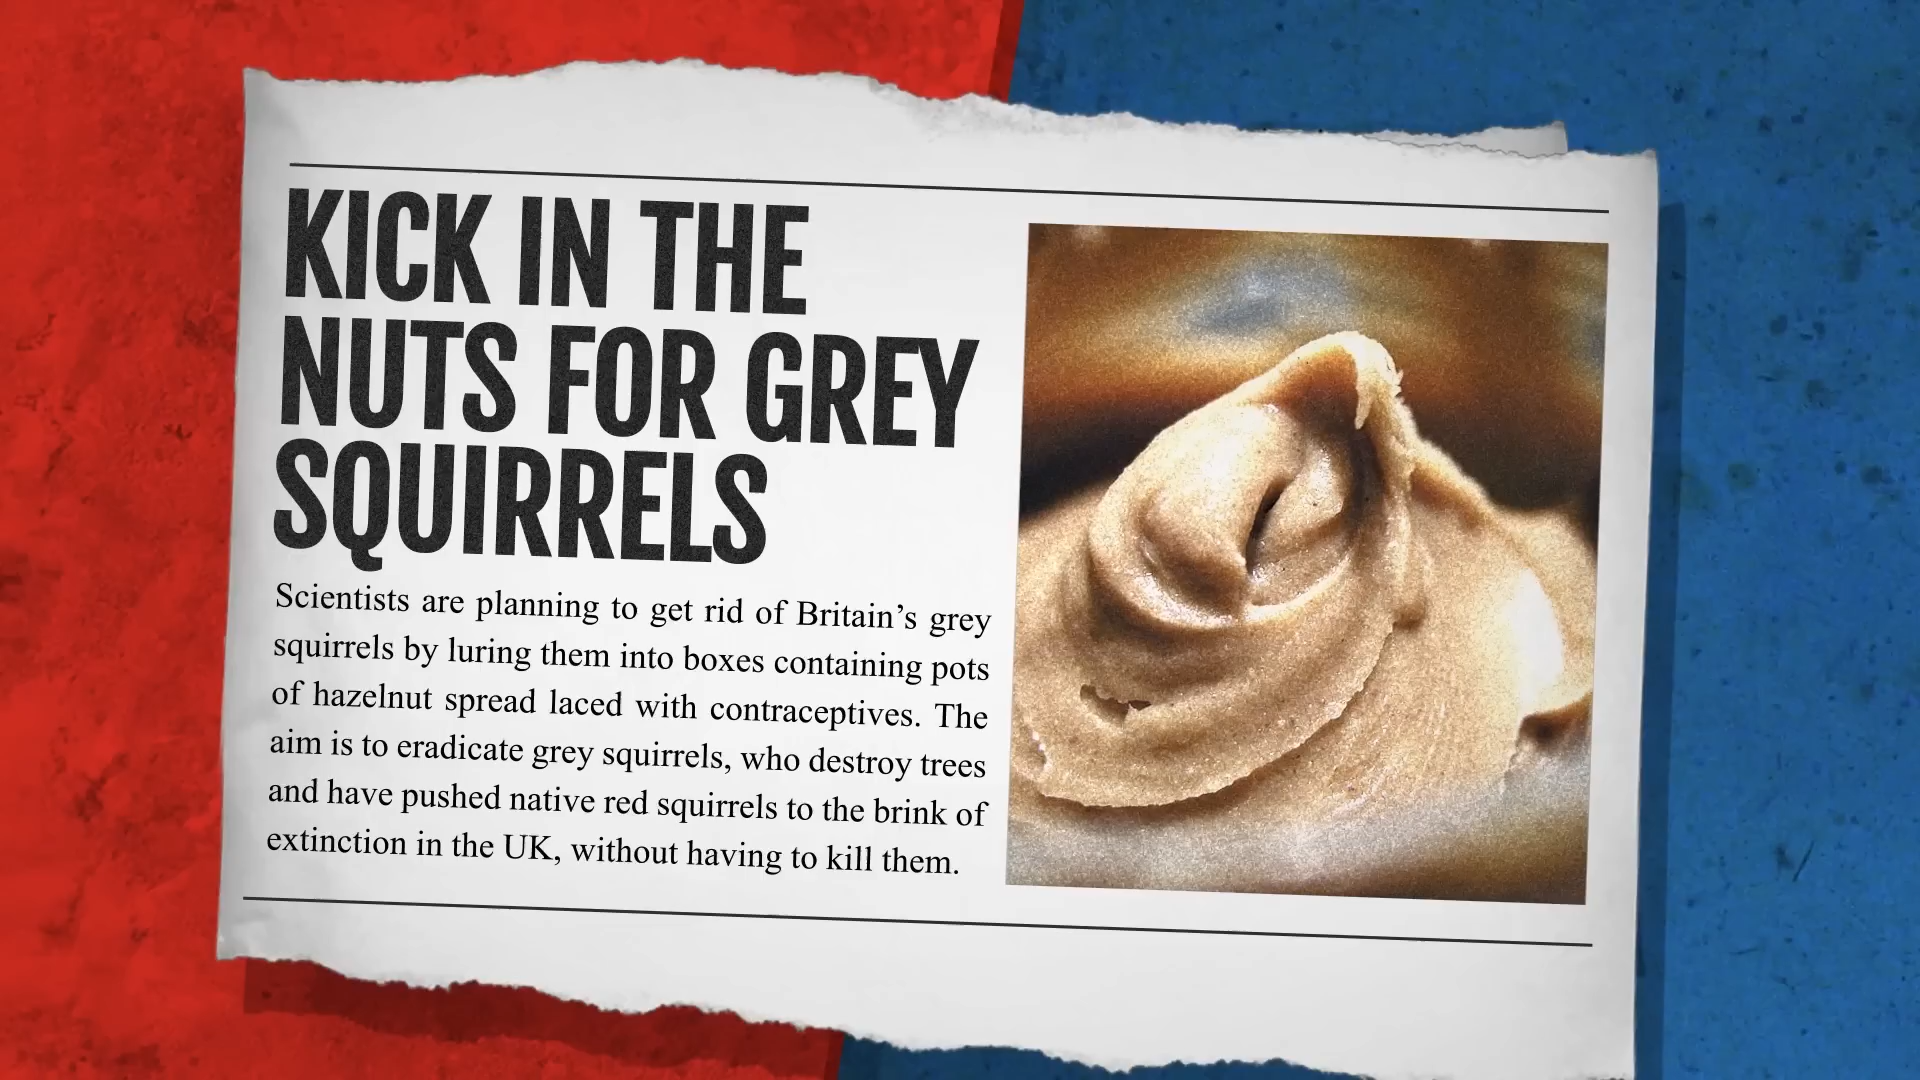 KICK IN THE
NUTS FOR GREY
SQUIRRELS
Scientists are planning to get rid of Britain’s grey
squirrels by luring them into boxes containing pots
of hazelnut spread laced with contraceptives. The
aim is to eradicate grey squirrels, who destroy trees
and have pushed native red squirrels to the brink of
extinction in the UK, without having to kill them.